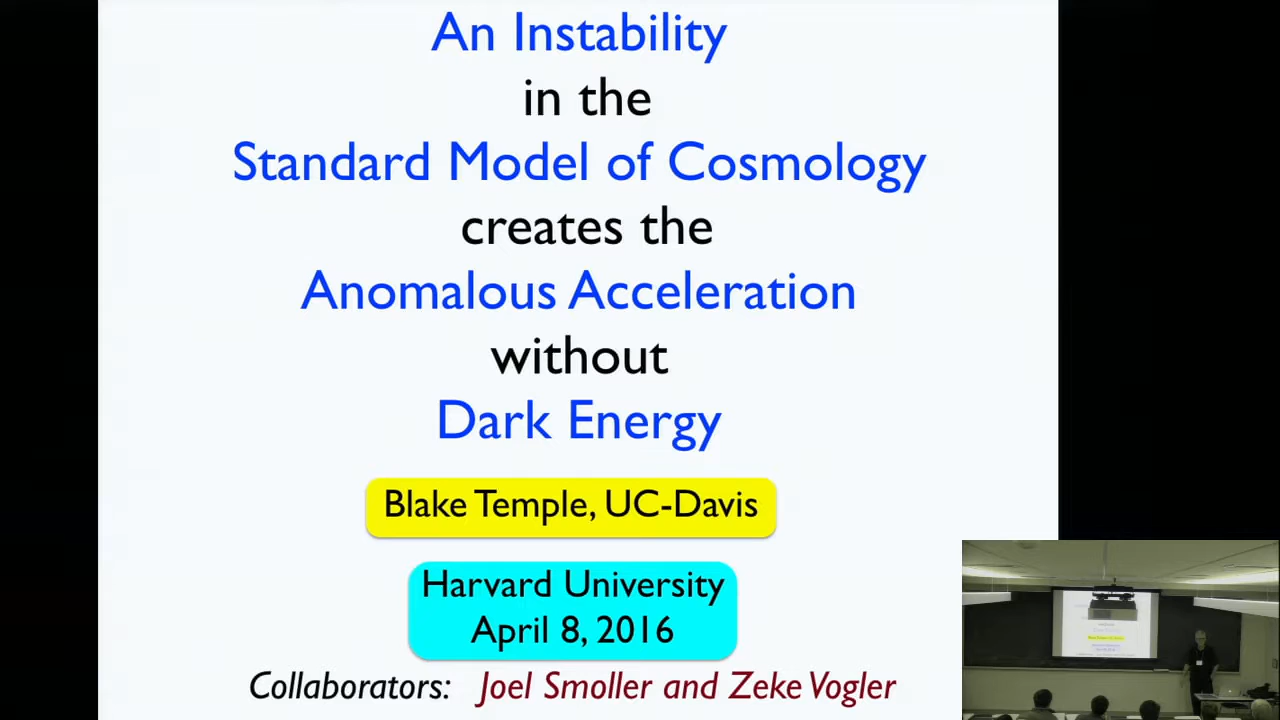 An Instability
in the
Standard Model of Cosmology
creates the
Anomalous Acceleration
without
Dark Energy
Blake Temple, UC-Davis
Harvard University
April 8, 2016
Collaborators: Joel Smoller and Zeke Vogler